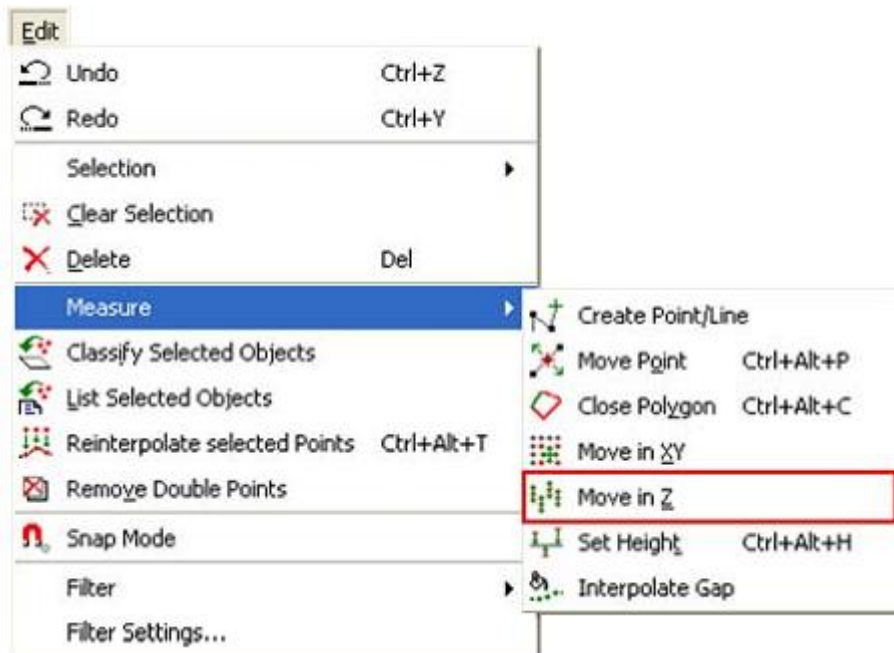 Edit
Undo Ctrl+Z
Redo Ctrl+Y
Selection
Clear Selection
Delete Del
Measure
Classify Selected Objects
List Selected Objects
Reinterpolate selected Points Ctrl+Alt+T
Remove Double Points
Snap Mode
Filter
Filter Settings...
Create Point/Line
Move Point Ctrl+Alt+P
Close Polygon Ctrl+Alt+C
Move in XY
Move in Z
Set Height Ctrl+Alt+H
Interpolate Gap